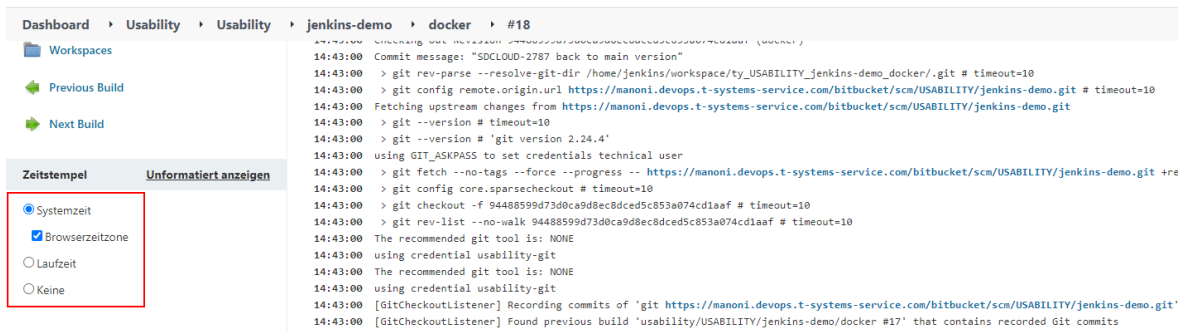 Dashboard Usability Usability jenkins-demo docker #18
Workspaces
Previous Build
Next Build
Zeitstempel Unformatiert anzeigen
Systemzeit
Browserzeitzone
Laufzeit
Keine
14:43:00 Commit message: "SDCLOUD-2787 back to main version"
14:43:00 > git rev-parse --resolve-git-dir /home/jenkins/workspace/ty_USABILITY_jenkins-demo_docker/.git # timeout=10
14:43:00 > git config remote.origin.url https://manoni.devops.t-systems-service.com/bitbucket/scm/USABILITY/jenkins-demo.git # timeout=10
14:43:00 Fetching upstream changes from https://manoni.devops.t-systems-service.com/bitbucket/scm/USABILITY/jenkins-demo.git
14:43:00 > git --version # timeout=10
14:43:00 > git --version # 'git version 2.24.4'
14:43:00 using GIT_ASKPASS to set credentials technical user
14:43:00 > git fetch --no-tags --force --progress -- https://manoni.devops.t-systems-service.com/bitbucket/scm/USABILITY/jenkins-demo.git +re
14:43:00 > git config core.sparsecheckout # timeout=10
14:43:00 > git checkout -f 94488599d73d0ca9d8ec8dced5c853a074cd1aaf # timeout=10
14:43:00 > git rev-list --no-walk 94488599d73d0ca9d8ec8dced5c853a074cd1aaf # timeout=10
14:43:00 The recommended git tool is: NONE
14:43:00 using credential usability-git
14:43:00 The recommended git tool is: NONE
14:43:00 using credential usability-git
14:43:00 [GitCheckoutListener] Recording commits of 'git https://manoni.devops.t-systems-service.com/bitbucket/scm/USABILITY/jenkins-demo.git'
14:43:00 [GitCheckoutListener] Found previous build 'usability/USABILITY/jenkins-demo/docker #17' that contains recorded Git commits